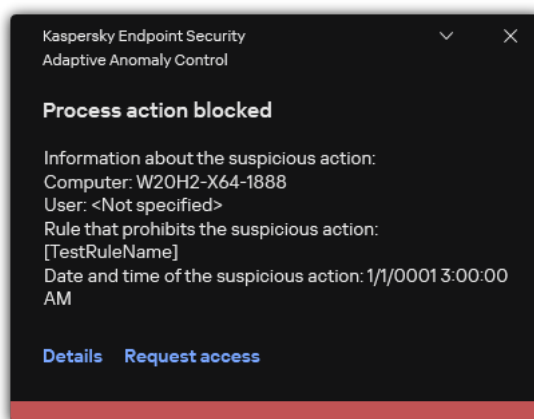 Kaspersky Endpoint Security
Adaptive Anomaly Control
Process action blocked
Information about the suspicious action:
Computer: W20H2-X64-1888
User: <Not specified>
Rule that prohibits the suspicious action:
[TestRuleName]
Date and time of the suspicious action: 1/1/0001 3:00:00
AM
Details Request access